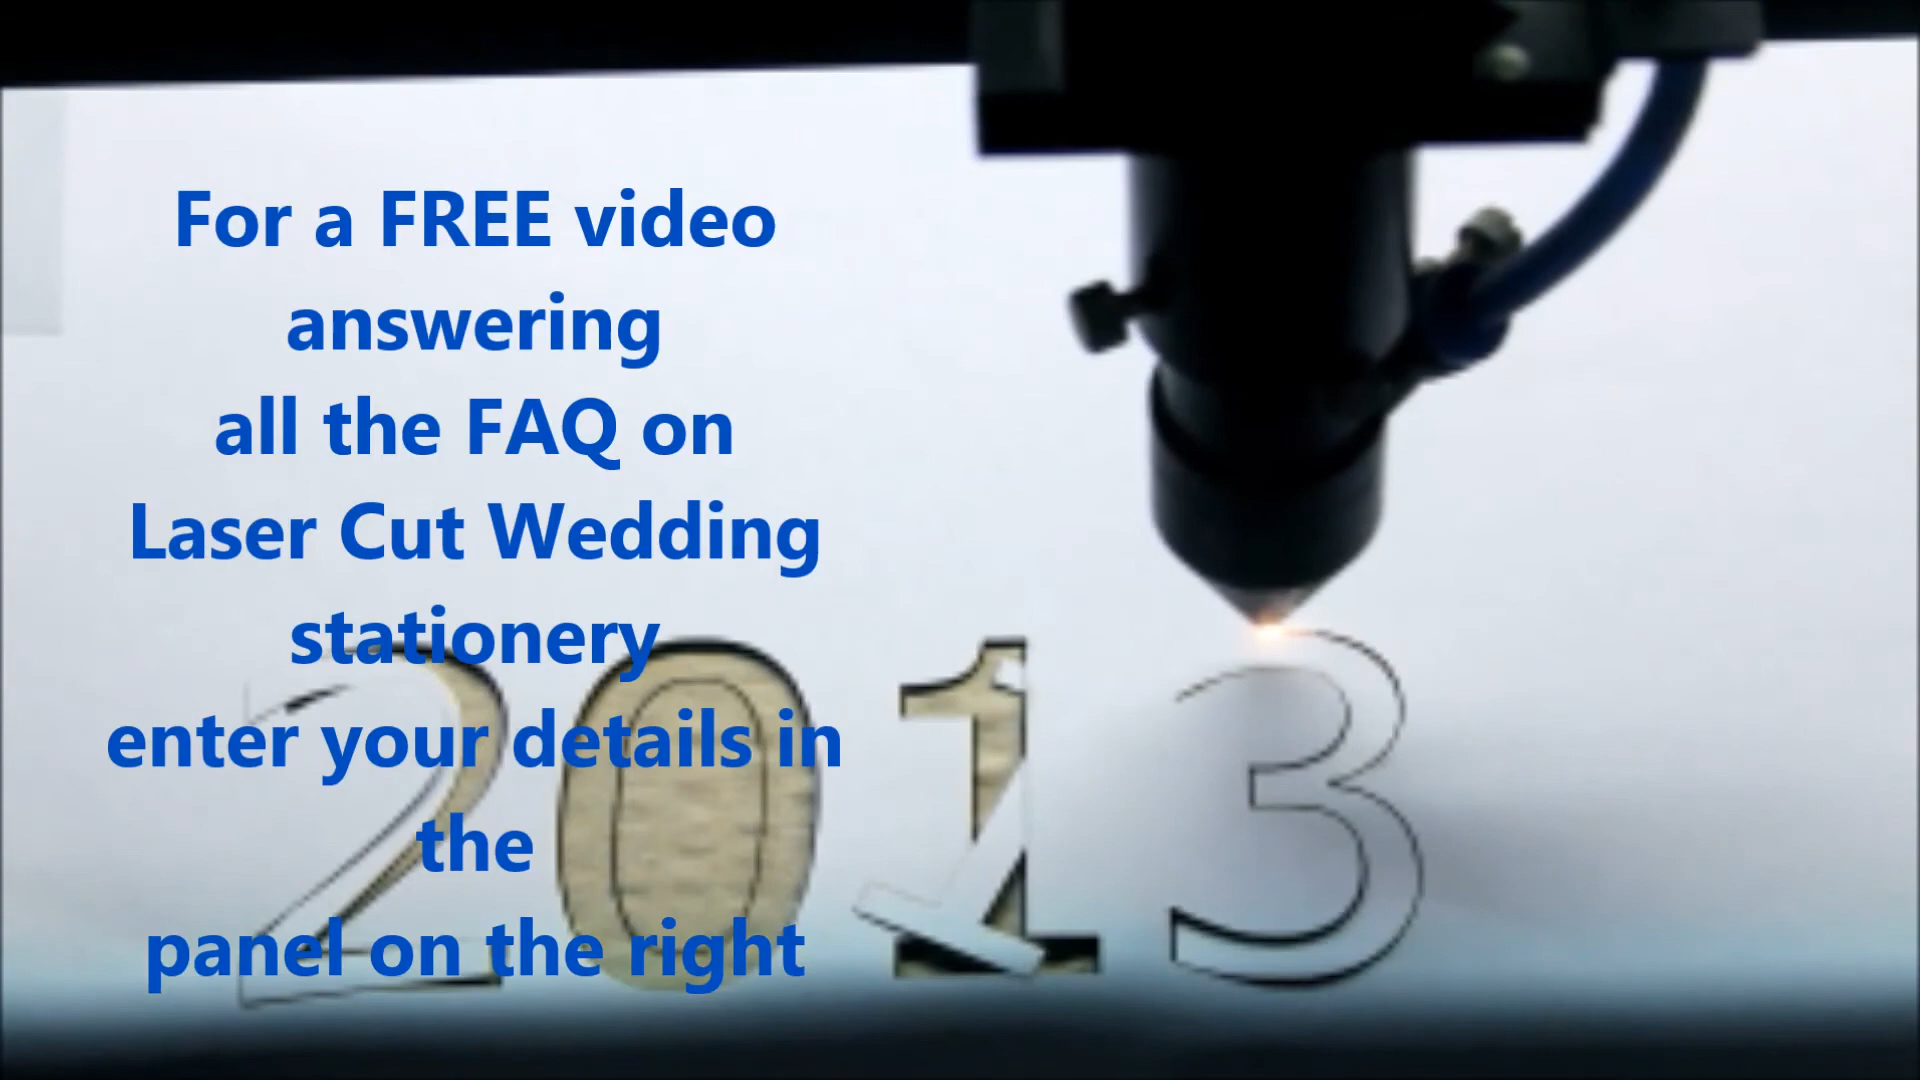 For a FREE video
answering
all the FAQ on
Laser Cut Wedding
stationery
enter your details in
the
panel on the right
2013